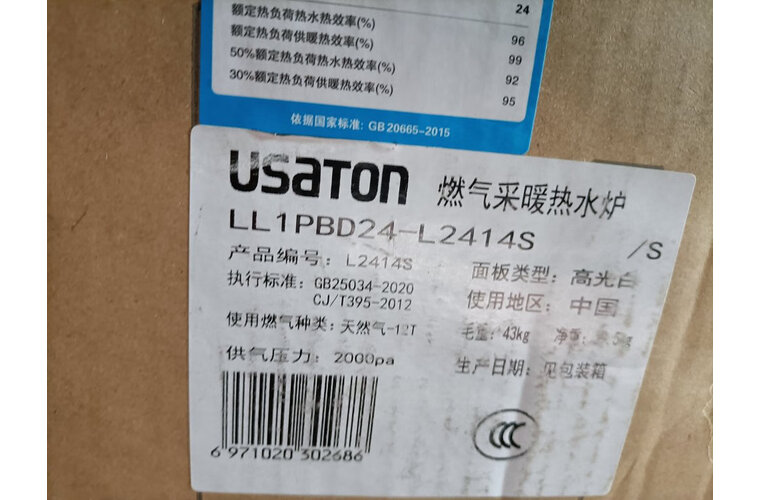 24
额定热负荷热水热效率(%) 96
额定热负荷供暖热效率(%) 99
50%额定热负荷热水热效率(%) 92
30%额定热负荷供暖热效率(%) 95
依据国家标准: GB 20665-2015
USATON 燃气采暖热水炉
LL1PBD24-L2414S /S
产品编号: L2414S 面板类型: 高光白
执行标准: GB25034-2020 使用地区: 中国
CJ/T395-2012
使用燃气种类: 天然气-12T 毛重: 43kg 净重:
供气压力: 2000pa 生产日期: 见包装箱
CCC
6 971020 302686